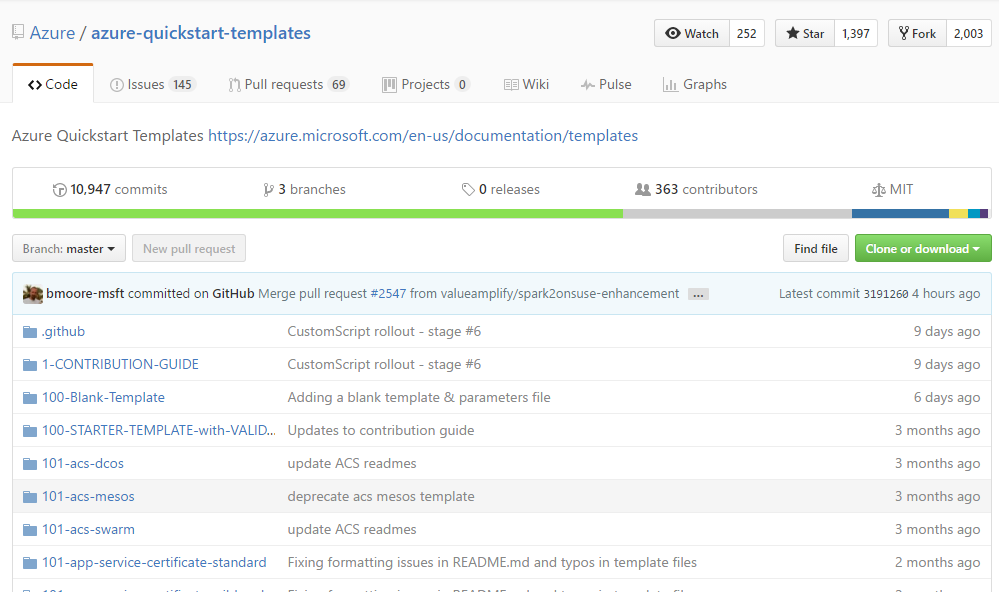 Azure / azure-quickstart-templates Watch 252 Star 1,397 Fork 2,003
Code Issues 145 Pull requests 69 Projects 0 Wiki Pulse Graphs
Azure Quickstart Templates https://azure.microsoft.com/en-us/documentation/templates
10,947 commits 3 branches 0 releases 363 contributors MIT
Branch: master New pull request Find file Clone or download
bmoore-msft committed on GitHub Merge pull request #2547 from valueamplify/spark2onsuse-enhancement ... Latest commit 3191260 4 hours ago
.github CustomScript rollout - stage #6 9 days ago
1-CONTRIBUTION-GUIDE CustomScript rollout - stage #6 9 days ago
100-Blank-Template Adding a blank template & parameters file 6 days ago
100-STARTER-TEMPLATE-with-VALID... Updates to contribution guide 3 months ago
101-acs-dcos update ACS readmes 3 months ago
101-acs-mesos deprecate acs mesos template 3 months ago
101-acs-swarm update ACS readmes 3 months ago
101-app-service-certificate-standard Fixing formatting issues in README.md and typos in template files 2 months ago